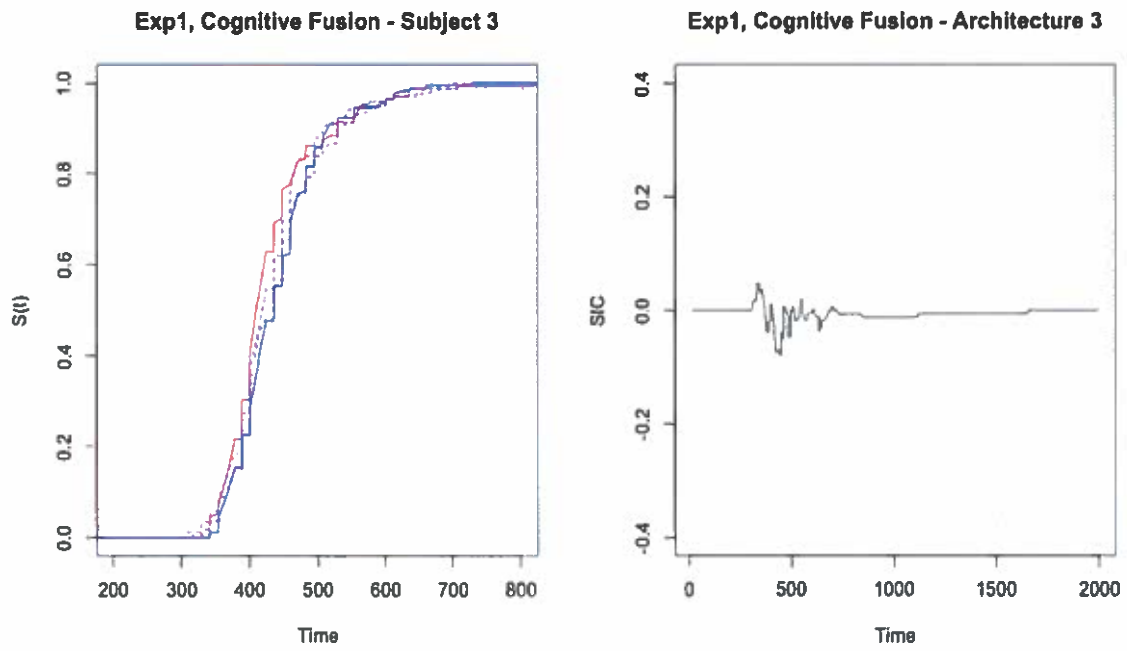 Exp1, Cognitive Fusion - Subject 3
S(t)
1.0
0.8
0.6
0.4
0.2
0.0
200 300 400 500 600 700 800
Time
Exp1, Cognitive Fusion - Architecture 3
SIC
0.4
0.2
0.0
-0.2
-0.4
0 500 1000 1500 2000
Time